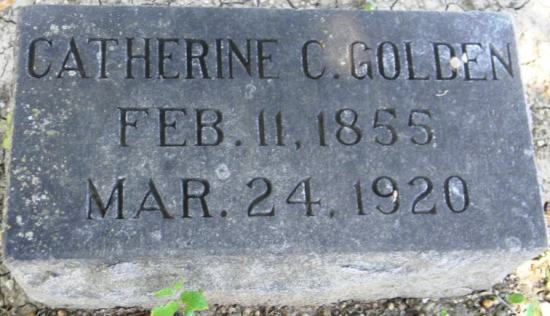 CATHERINE C. GOLDEN
FEB. 11, 1855
MAR. 24, 1920